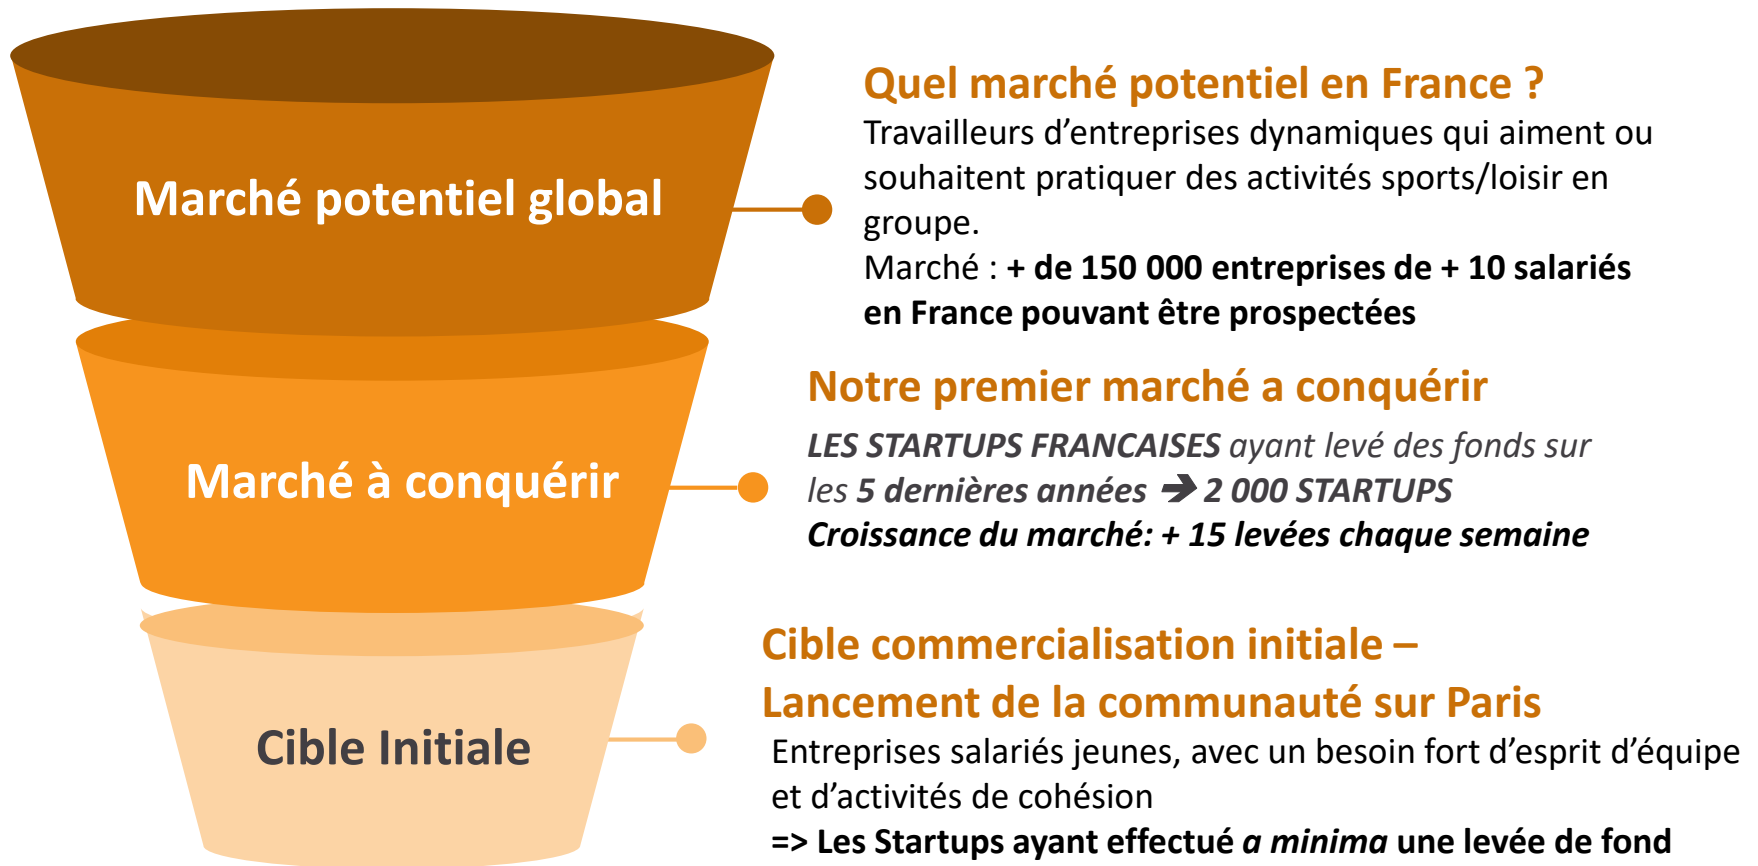 Marché potentiel global
Quel marché potentiel en France ?
Travailleurs d’entreprises dynamiques qui aiment ou
souhaitent pratiquer des activités sports/loisir en
groupe.
Marché : + de 150 000 entreprises de + 10 salariés
en France pouvant être prospectées
Marché à conquérir
Notre premier marché a conquérir
LES STARTUPS FRANCAISES ayant levé des fonds sur
les 5 dernières années ➔ 2 000 STARTUPS
Croissance du marché: + 15 levées chaque semaine
Cible Initiale
Cible commercialisation initiale –
Lancement de la communauté sur Paris
Entreprises salariés jeunes, avec un besoin fort d’esprit d’équipe
et d’activités de cohésion
=> Les Startups ayant effectué a minima une levée de fond